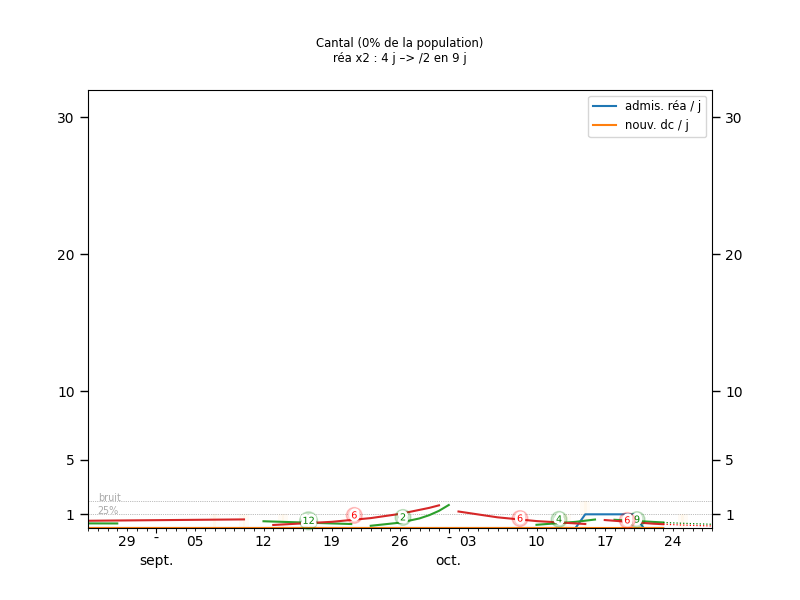 Cantal (0% de la population)
réa x2 : 4 j –> /2 en 9 j
admis. réa / j
nouv. dc / j
30 30
20 20
10 10
5 5
bruit
25%
1 1
12 6 2 6 4 6 9
29 - 05 12 19 26 - 03 10 17 24
sept. oct.